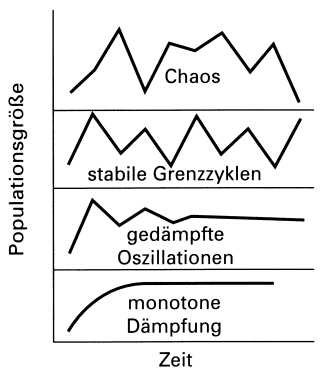 Populationsgröße
Chaos
stabile Grenzzyklen
gedämpfte
Oszillationen
monotone
Dämpfung
Zeit